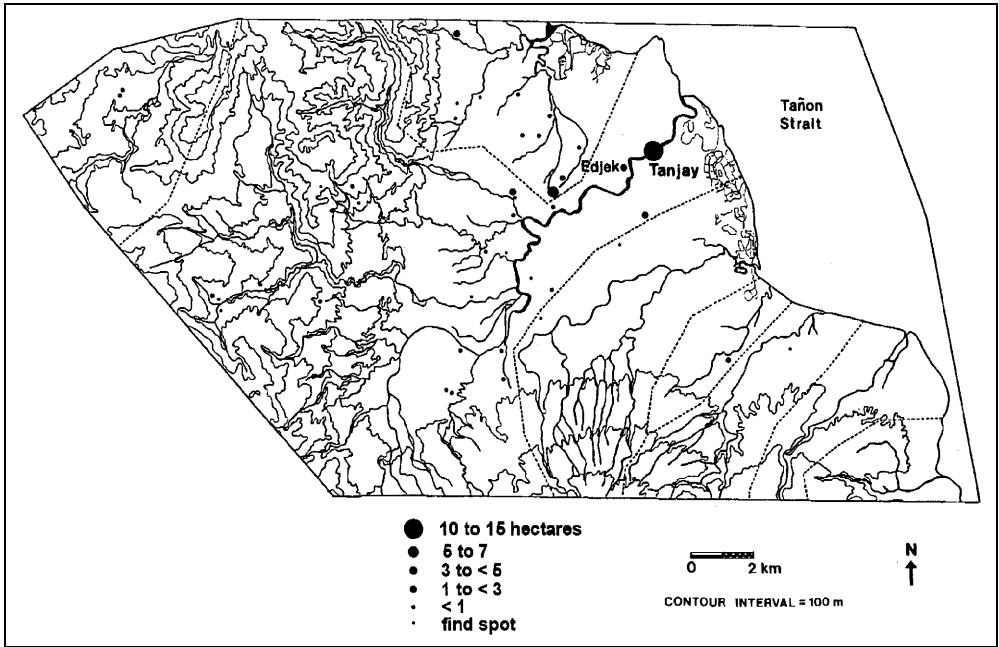 Tañon
Strait
Edjek
Tanjay
10 to 15 hectares
5 to 7
3 to < 5
1 to < 3
< 1
find spot
0 2 km
CONTOUR INTERVAL = 100 m
N